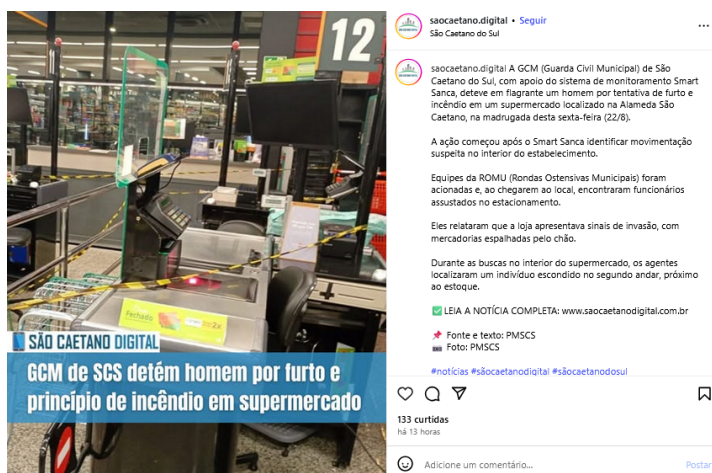 12
Fechado
2x
SÃO CAETANO DIGITAL
GCM de SCS detém homem por furto e
princípio de incêndio em supermercado
saocaetano.digital • Seguir
São Caetano do Sul
saocaetano.digital A GCM (Guarda Civil Municipal) de São
Caetano do Sul, com apoio do sistema de monitoramento Smart
Sanca, deteve em flagrante um homem por tentativa de furto e
incêndio em um supermercado localizado na Alameda São
Caetano, na madrugada desta sexta-feira (22/8).
A ação começou após o Smart Sanca identificar movimentação
suspeita no interior do estabelecimento.
Equipes da ROMU (Rondas Ostensivas Municipais) foram
acionadas e, ao chegarem ao local, encontraram funcionários
assustados no estacionamento.
Eles relataram que a loja apresentava sinais de invasão, com
mercadorias espalhadas pelo chão.
Durante as buscas no interior do supermercado, os agentes
localizaram um indivíduo escondido no segundo andar, próximo
ao estoque.
✅ LEIA A NOTÍCIA COMPLETA: www.saocaetanodigital.com.br
📌 Fonte e texto: PMSCS
📷 Foto: PMSCS
#notícias #sãocaetanodigital #sãocaetanodosul
133 curtidas
há 13 horas
Adicione um comentário...
Postar